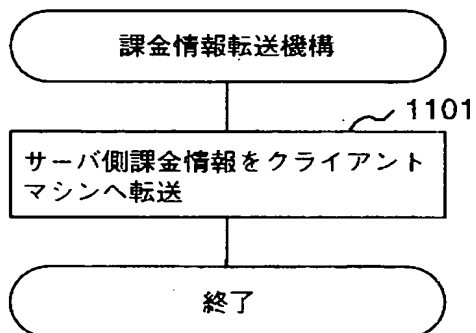 課金情報転送機構
1101
サーバ側課金情報をクライアント
マシンへ転送
終了